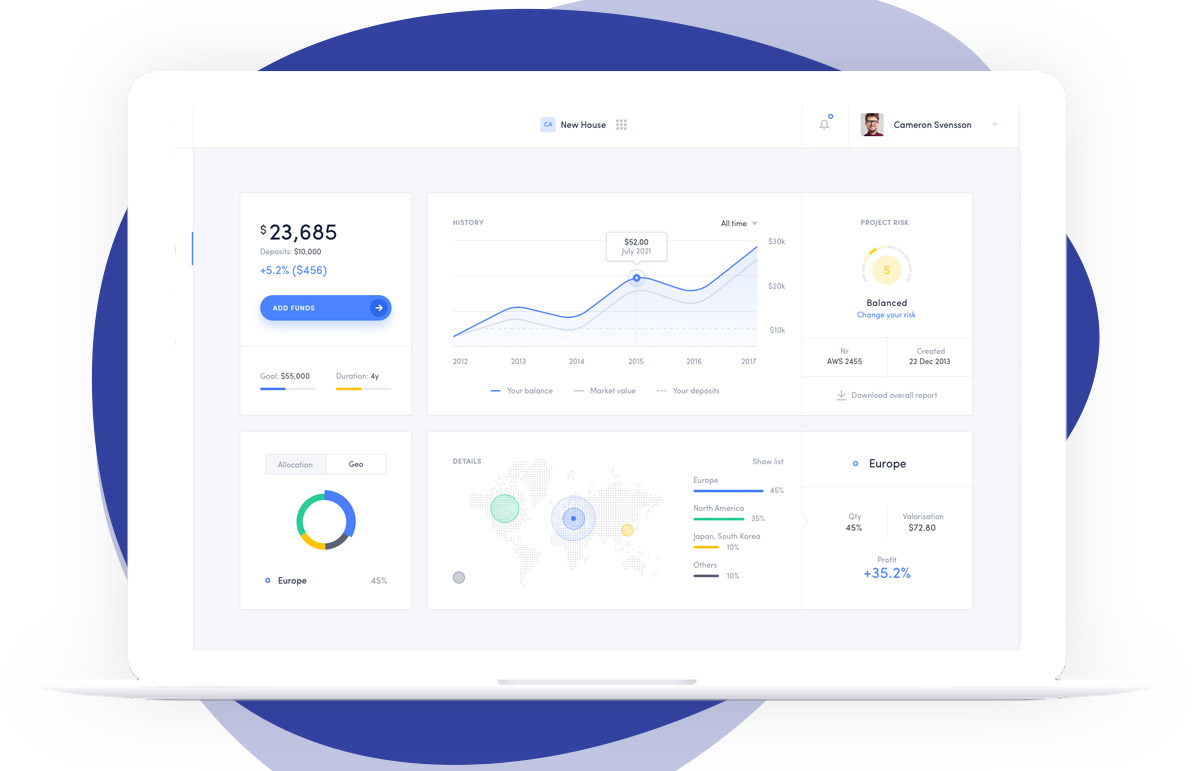 CA New House
Cameron Svensson
$23,685
Deposits: $10,000
+5.2% ($456)
ADD FUNDS
Goal: $55,000
Duration: 4y
HISTORY
All time
$52,00
July 2021
$30k
$20k
$10k
2012 2013 2014 2015 2016 2017
Your balance
Market value
Your deposits
PROJECT RISK
5
Balanced
Change your risk
Nr
AWS 2455
Created
22 Dec 2013
Download overall report
Allocation
Geo
Europe 45%
DETAILS
Show list
Europe
45%
North America
35%
Japan, South Korea
10%
Others
10%
Europe
Qty
45%
Valorisation
$72.80
Profit
+35.2%